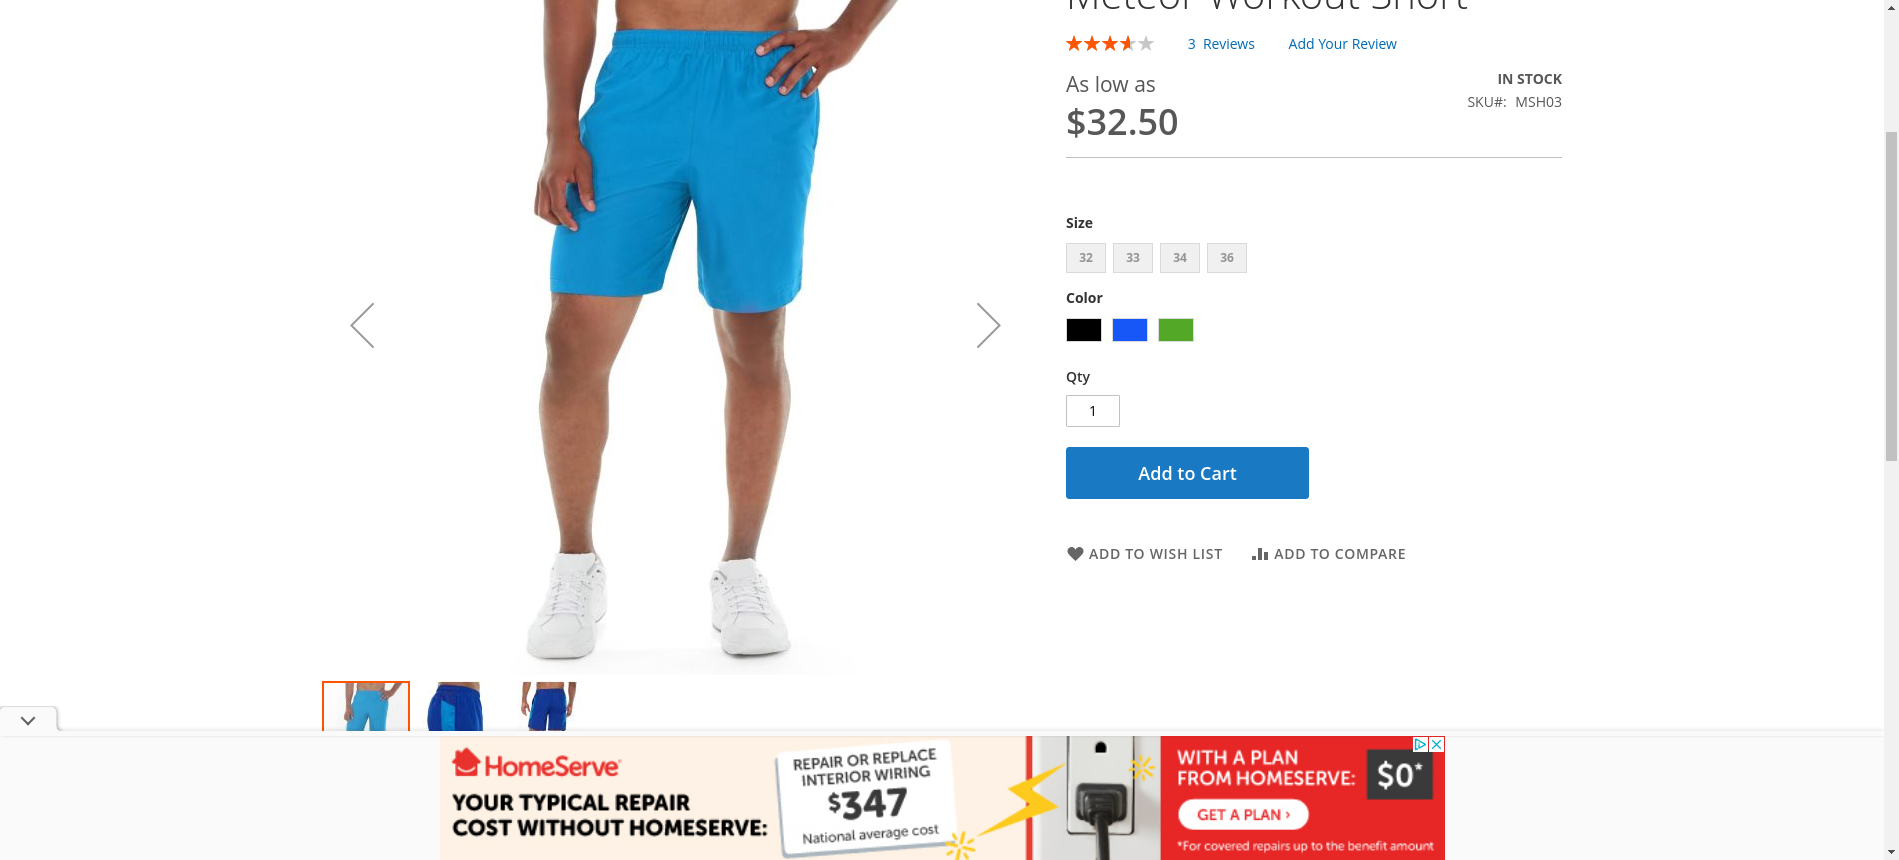 Meteor Workout Short
3 Reviews
Add Your Review
As low as
IN STOCK
$32.50
SKU#: MSH03
Size
32
33
34
36
Color
Qty
1
Add to Cart
ADD TO WISH LIST
ADD TO COMPARE
HomeServe
YOUR TYPICAL REPAIR
COST WITHOUT HOMESERVE:
REPAIR OR REPLACE
INTERIOR WIRING
$347
National average cost
WITH A PLAN
FROM HOMESERVE:
$0*
GET A PLAN ›
*For covered repairs up to the benefit amount